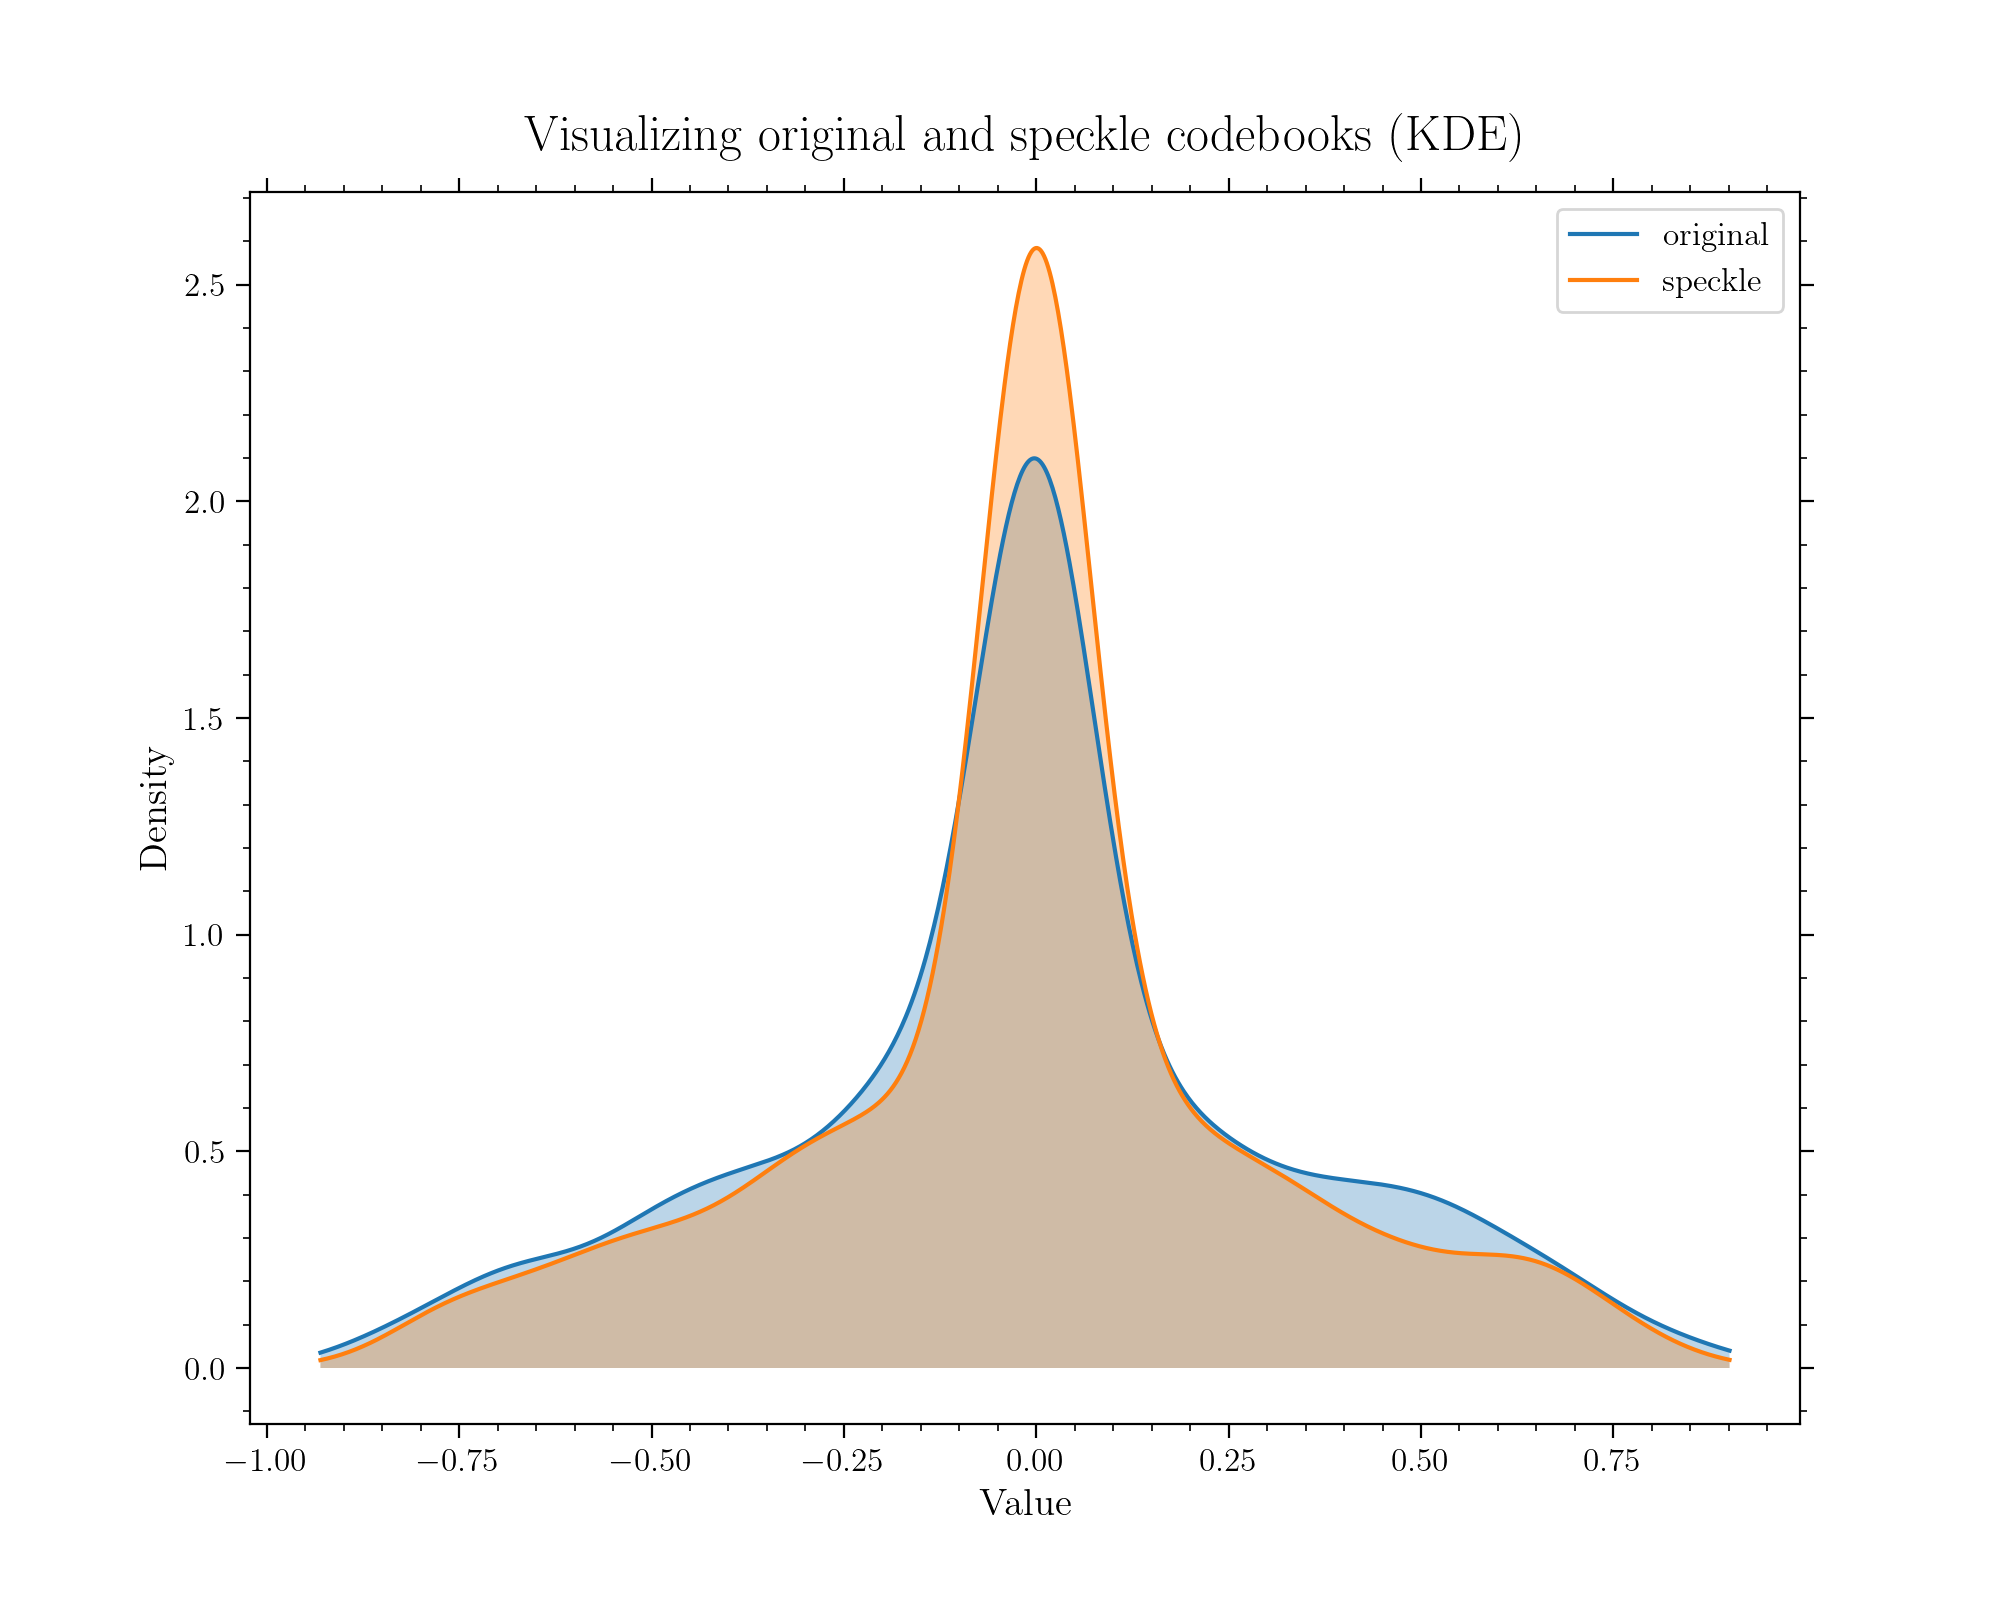 Visualizing original and speckle codebooks (KDE)
original
speckle
2.5
2.0
1.5
1.0
0.5
0.0
Density
−1.00 −0.75 −0.50 −0.25 0.00 0.25 0.50 0.75
Value